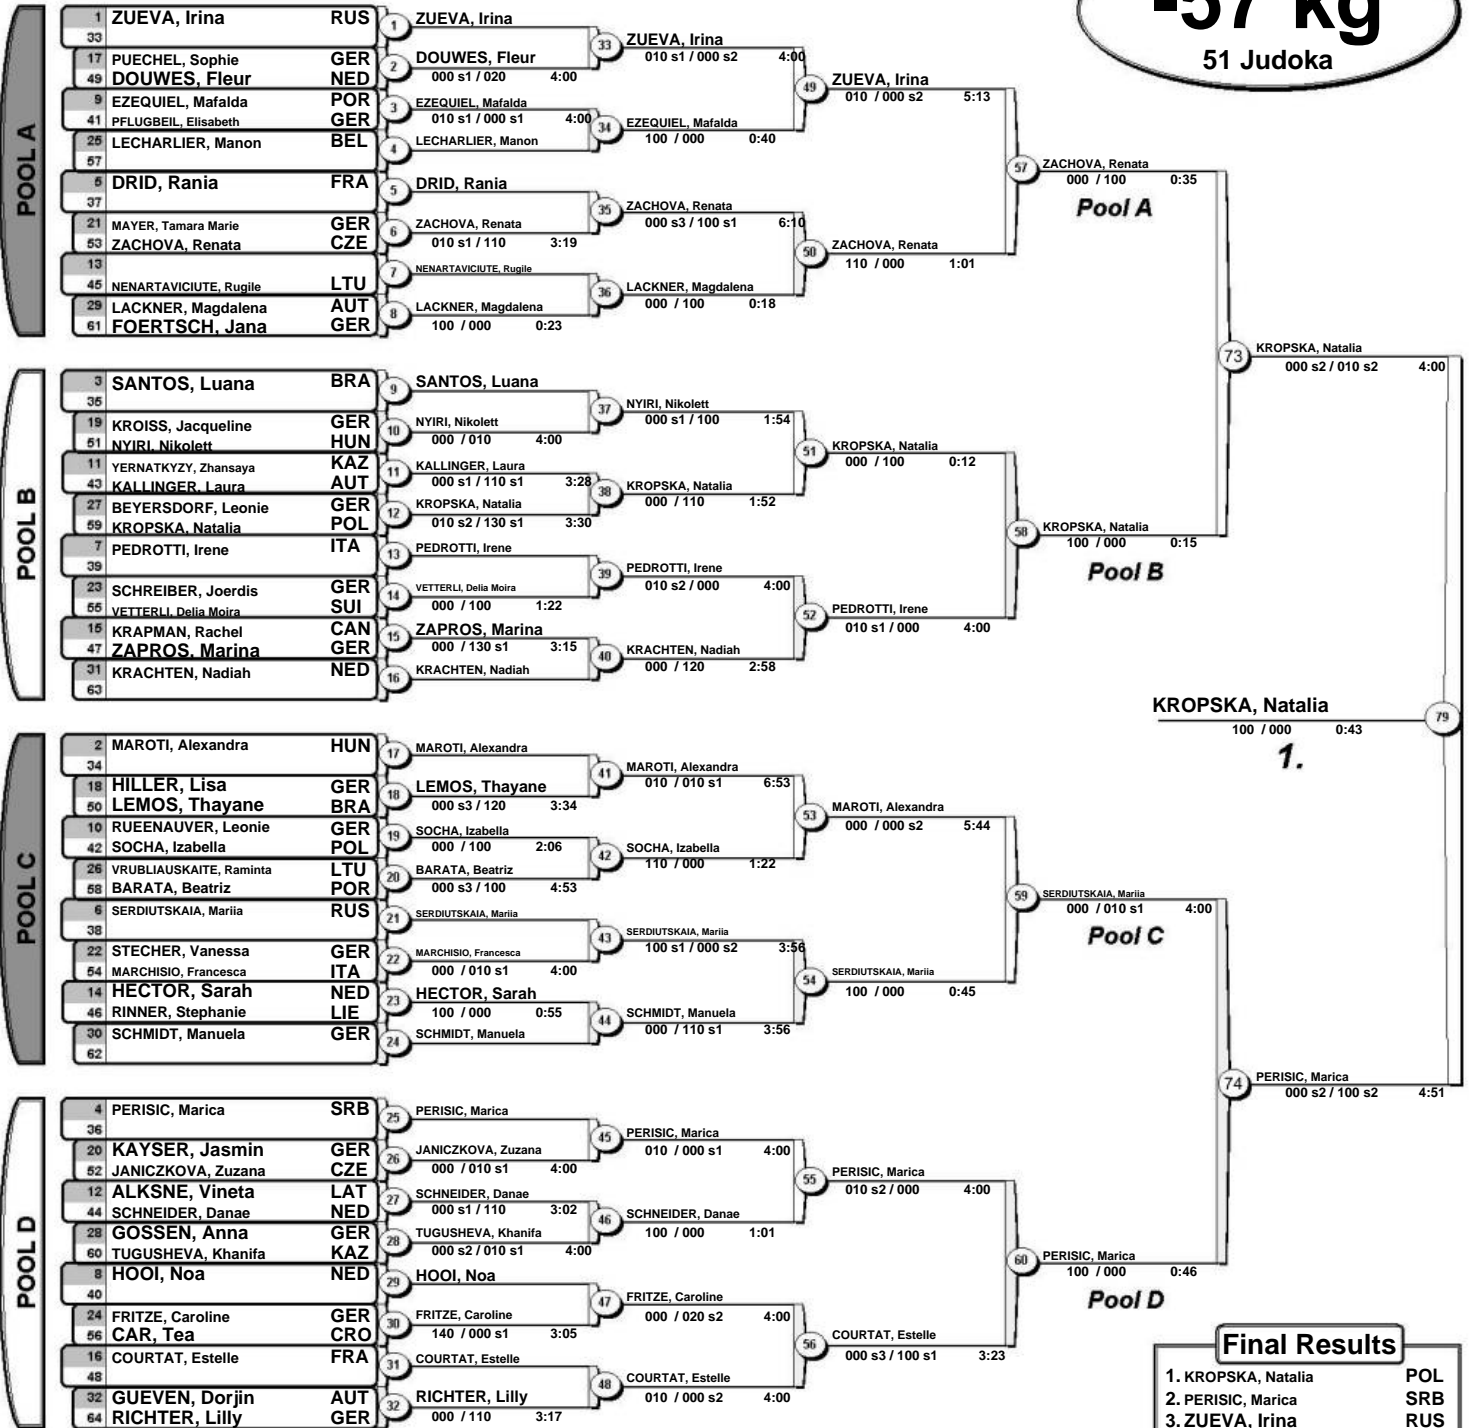 -57 kg
51 Judoka
POOL A
1 ZUEVA, Irina RUS
33
17 PUECHEL, Sophie GER
49 DOUWES, Fleur NED
9 EZEQUIEL, Mafalda POR
41 PFLUGBEIL, Elisabeth GER
25 LECHARLIER, Manon BEL
57
5 DRID, Rania FRA
37
21 MAYER, Tamara Marie GER
53 ZACHOVA, Renata CZE
13
45 NENARTAVICIUTE, Rugile LTU
29 LACKNER, Magdalena AUT
61 FOERTSCH, Jana GER
1 ZUEVA, Irina
2 DOUWES, Fleur
000 s1 / 020 4:00
3 EZEQUIEL, Mafalda
010 s1 / 000 s1 4:00
4 LECHARLIER, Manon
5 DRID, Rania
6 ZACHOVA, Renata
010 s1 / 110 3:19
7 NENARTAVICIUTE, Rugile
8 LACKNER, Magdalena
100 / 000 0:23
33 ZUEVA, Irina
010 s1 / 000 s2 4:00
34 EZEQUIEL, Mafalda
100 / 000 0:40
35 ZACHOVA, Renata
000 s3 / 100 s1 6:10
36 LACKNER, Magdalena
000 / 100 0:18
49 ZUEVA, Irina
010 / 000 s2 5:13
50 ZACHOVA, Renata
110 / 000 1:01
57 ZACHOVA, Renata
000 / 100 0:35
Pool A
POOL B
3 SANTOS, Luana BRA
35
19 KROISS, Jacqueline GER
51 NYIRI, Nikolett HUN
11 YERNATKYZY, Zhansaya KAZ
43 KALLINGER, Laura AUT
27 BEYERSDORF, Leonie GER
59 KROPSKA, Natalia POL
7 PEDROTTI, Irene ITA
39
23 SCHREIBER, Joerdis GER
55 VETTERLI, Delia Moira SUI
15 KRAPMAN, Rachel CAN
47 ZAPROS, Marina GER
31 KRACHTEN, Nadiah NED
63
9 SANTOS, Luana
10 NYIRI, Nikolett
000 / 010 4:00
11 KALLINGER, Laura
000 s1 / 110 s1 3:28
12 KROPSKA, Natalia
010 s2 / 130 s1 3:30
13 PEDROTTI, Irene
14 VETTERLI, Delia Moira
000 / 100 1:22
15 ZAPROS, Marina
000 / 130 s1 3:15
16 KRACHTEN, Nadiah
37 NYIRI, Nikolett
000 s1 / 100 1:54
38 KROPSKA, Natalia
000 / 110 1:52
39 PEDROTTI, Irene
010 s2 / 000 4:00
40 KRACHTEN, Nadiah
000 / 120 2:58
51 KROPSKA, Natalia
000 / 100 0:12
52 PEDROTTI, Irene
010 s1 / 000 4:00
58 KROPSKA, Natalia
100 / 000 0:15
Pool B
73 KROPSKA, Natalia
000 s2 / 010 s2 4:00
KROPSKA, Natalia 79
100 / 000 0:43
1.
POOL C
2 MAROTI, Alexandra HUN
34
18 HILLER, Lisa GER
50 LEMOS, Thayane BRA
10 RUEENAUVER, Leonie GER
42 SOCHA, Izabella POL
26 VRUBLIAUSKAITE, Raminta LTU
58 BARATA, Beatriz POR
6 SERDIUTSKAIA, Mariia RUS
38
22 STECHER, Vanessa GER
54 MARCHISIO, Francesca ITA
14 HECTOR, Sarah NED
46 RINNER, Stephanie LIE
30 SCHMIDT, Manuela GER
62
17 MAROTI, Alexandra
18 LEMOS, Thayane
000 s3 / 120 3:34
19 SOCHA, Izabella
000 / 100 2:06
20 BARATA, Beatriz
000 s3 / 100 4:53
21 SERDIUTSKAIA, Mariia
22 MARCHISIO, Francesca
000 / 010 s1 4:00
23 HECTOR, Sarah
100 / 000 0:55
24 SCHMIDT, Manuela
41 MAROTI, Alexandra
010 / 010 s1 6:53
42 SOCHA, Izabella
110 / 000 1:22
43 SERDIUTSKAIA, Mariia
100 s1 / 000 s2 3:56
44 SCHMIDT, Manuela
000 / 110 s1 3:56
53 MAROTI, Alexandra
000 / 000 s2 5:44
54 SERDIUTSKAIA, Mariia
100 / 000 0:45
59 SERDIUTSKAIA, Mariia
000 / 010 s1 4:00
Pool C
POOL D
4 PERISIC, Marica SRB
36
20 KAYSER, Jasmin GER
52 JANICZKOVA, Zuzana CZE
12 ALKSNE, Vineta LAT
44 SCHNEIDER, Danae NED
28 GOSSEN, Anna GER
60 TUGUSHEVA, Khanifa KAZ
8 HOOI, Noa NED
40
24 FRITZE, Caroline GER
56 CAR, Tea CRO
16 COURTAT, Estelle FRA
48
32 GUEVEN, Dorjin AUT
64 RICHTER, Lilly GER
25 PERISIC, Marica
26 JANICZKOVA, Zuzana
000 / 010 s1 4:00
27 SCHNEIDER, Danae
000 s1 / 110 3:02
28 TUGUSHEVA, Khanifa
000 s2 / 010 s1 4:00
29 HOOI, Noa
30 FRITZE, Caroline
140 / 000 s1 3:05
31 COURTAT, Estelle
32 RICHTER, Lilly
000 / 110 3:17
45 PERISIC, Marica
010 / 000 s1 4:00
46 SCHNEIDER, Danae
100 / 000 1:01
47 FRITZE, Caroline
000 / 020 s2 4:00
48 COURTAT, Estelle
010 / 000 s2 4:00
55 PERISIC, Marica
010 s2 / 000 4:00
56 COURTAT, Estelle
000 s3 / 100 s1 3:23
60 PERISIC, Marica
100 / 000 0:46
Pool D
74 PERISIC, Marica
000 s2 / 100 s2 4:51
Final Results
1. KROPSKA, Natalia POL
2. PERISIC, Marica SRB
3. ZUEVA, Irina RUS